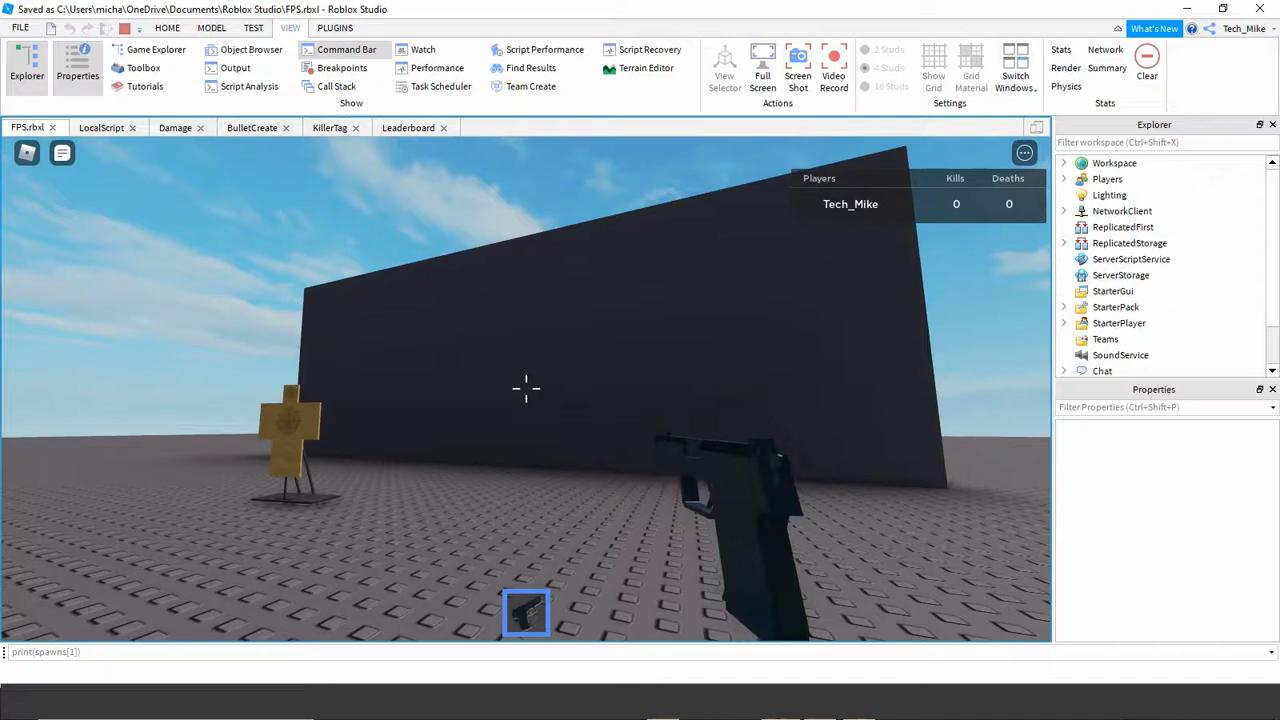 Saved as C:\Users\micha\OneDrive\Documents\Roblox Studio\FPS.rbxl - Roblox Studio
FILE HOME MODEL TEST VIEW PLUGINS What's New Tech_Mike
Explorer
Properties
Game Explorer
Toolbox
Tutorials
Object Browser
Output
Script Analysis
Command Bar
Breakpoints
Call Stack
Watch
Performance
Task Scheduler
Script Performance
Find Results
Team Create
Script Recovery
Terrain Editor
Show
View Selector
Full Screen
Screen Shot
Video Record
Actions
2 Studs
4 Studs
16 Studs
Show Grid
Grid Material
Switch Windows
Settings
Stats
Render
Physics
Network
Summary
Clear
Stats
FPS.rbxl LocalScript Damage BulletCreate KillerTag Leaderboard
Players Kills Deaths
Tech_Mike 0 0
Explorer
Filter workspace (Ctrl+Shift+X)
Workspace
Players
Lighting
NetworkClient
ReplicatedFirst
ReplicatedStorage
ServerScriptService
ServerStorage
StarterGui
StarterPack
StarterPlayer
Teams
SoundService
Chat
Properties
Filter Properties (Ctrl+Shift+P)
print(spawns[1])